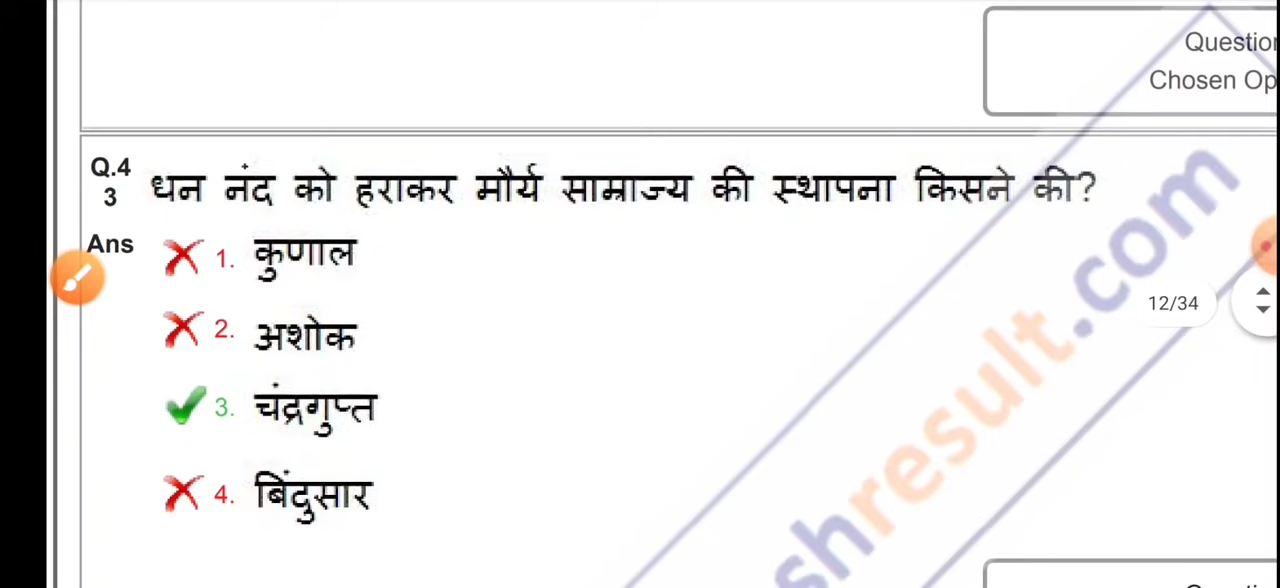 Question
Chosen Op
Q.4
3 धन नंद को हराकर मौर्य साम्राज्य की स्थापना किसने की?
Ans 1. कुणाल
2. अशोक
12/34
3. चंद्रगुप्त
4. बिंदुसार
shresult.com